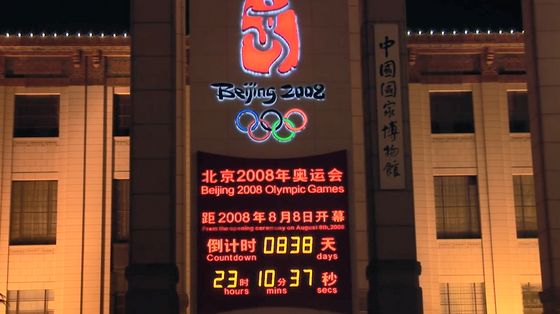 Beijing 2008
中国国家博物馆
北京2008年奥运会
Beijing 2008 Olympic Games
距2008年8月8日开幕
From the opening ceremony on August 8th,2008
倒计时 0838 天
Countdown days
23 时 10 分 37 秒
hours mins secs